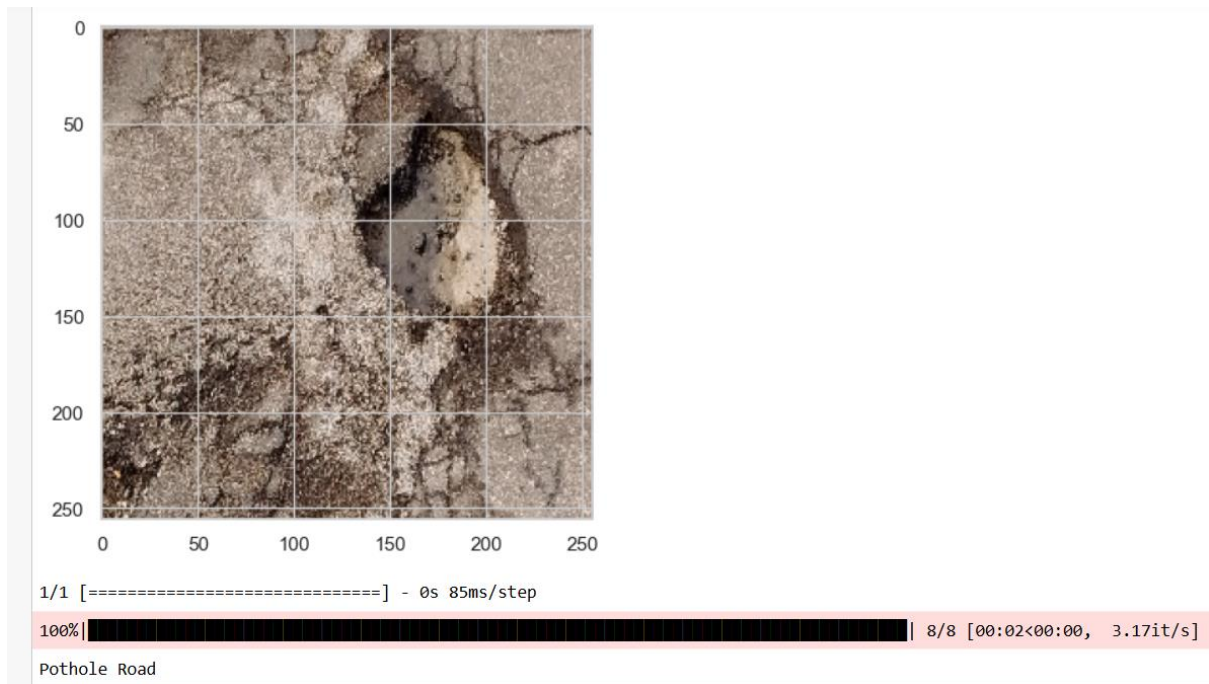 0
50
100
150
200
250
0 50 100 150 200 250
1/1 [==============================] - 0s 85ms/step
100%|██████████| 8/8 [00:02<00:00, 3.17it/s]
Pothole Road